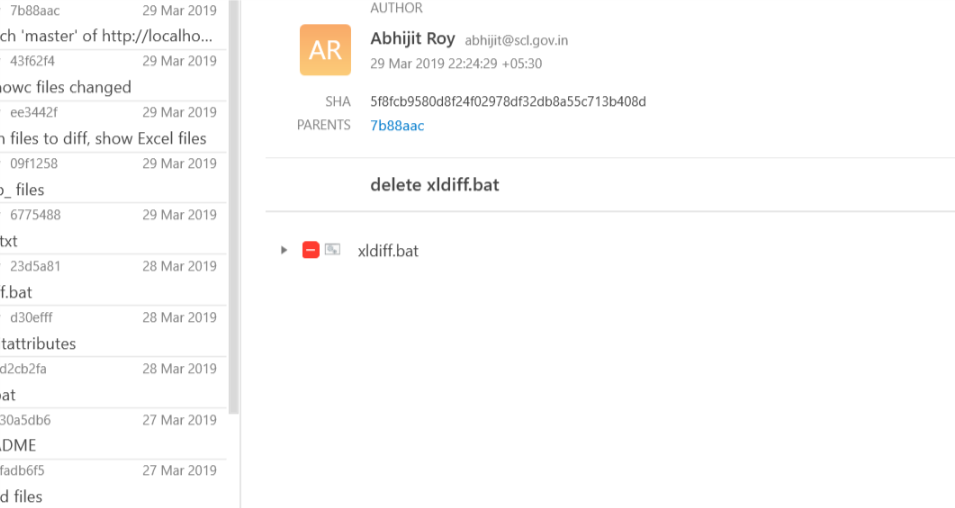 7b88aac 29 Mar 2019
ch 'master' of http://localho...
43f62f4 29 Mar 2019
owc files changed
ee3442f 29 Mar 2019
n files to diff, show Excel files
09f1258 29 Mar 2019
o_ files
6775488 29 Mar 2019
txt
23d5a81 28 Mar 2019
f.bat
d30efff 28 Mar 2019
tattributes
d2cb2fa 28 Mar 2019
bat
30a5db6 27 Mar 2019
ADME
fadb6f5 27 Mar 2019
d files
AUTHOR
AR
Abhijit Roy abhijit@scl.gov.in
29 Mar 2019 22:24:29 +05:30
SHA 5f8fcb9580d8f24f02978df32db8a55c713b408d
PARENTS 7b88aac
delete xldiff.bat
xldiff.bat